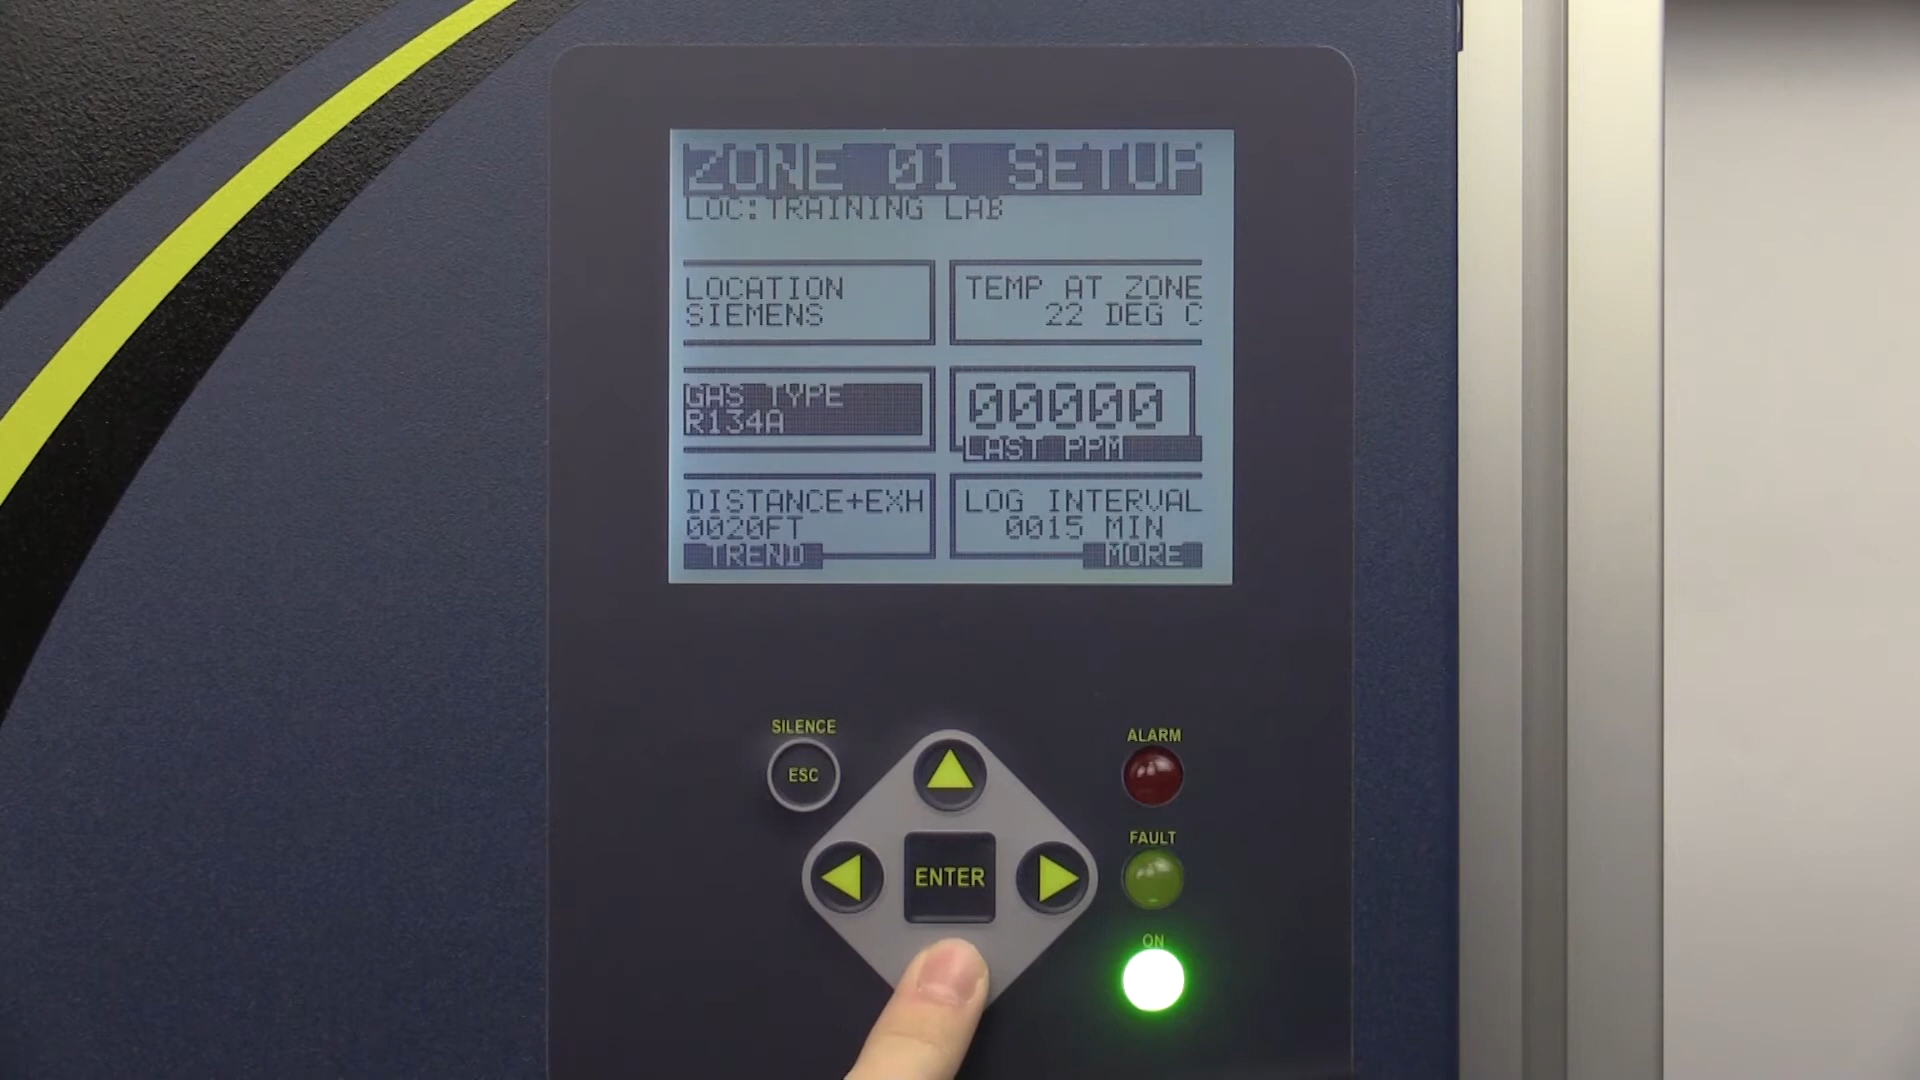 ZONE 01 SETUP
LOC:TRAINING LAB
LOCATION
SIEMENS
TEMP AT ZONE
22 DEG C
GAS TYPE
R134A
00000
LAST PPM
DISTANCE+EXH
0020FT
LOG INTERVAL
0015 MIN
TREND
MORE
SILENCE
ESC
ENTER
ALARM
FAULT
ON